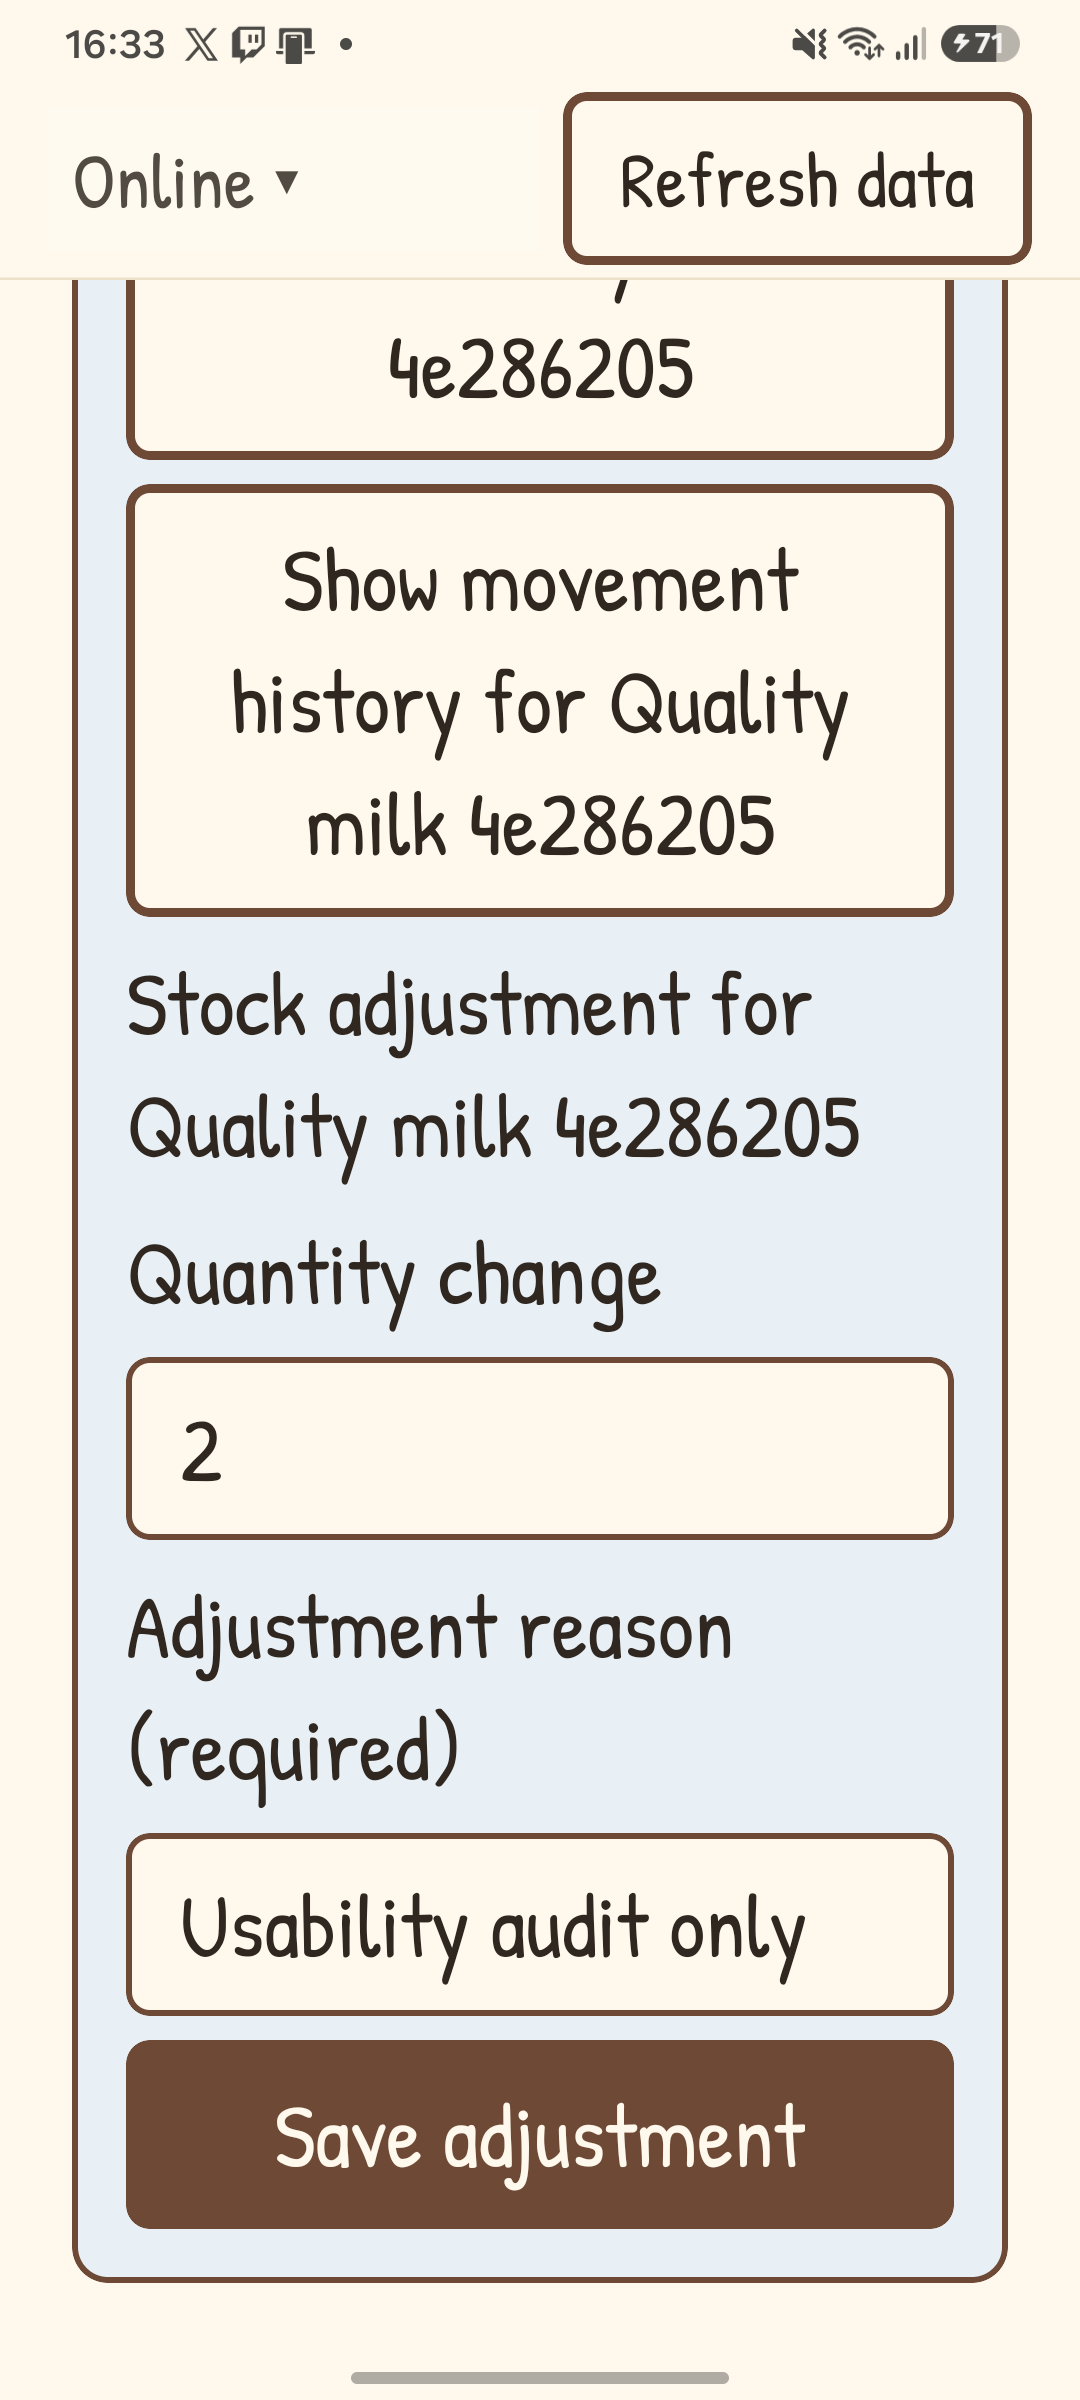 16:33
71
Online ▼
Refresh data
4e286205
Show movement
history for Quality
milk 4e286205
Stock adjustment for
Quality milk 4e286205
Quantity change
2
Adjustment reason
(required)
Usability audit only
Save adjustment